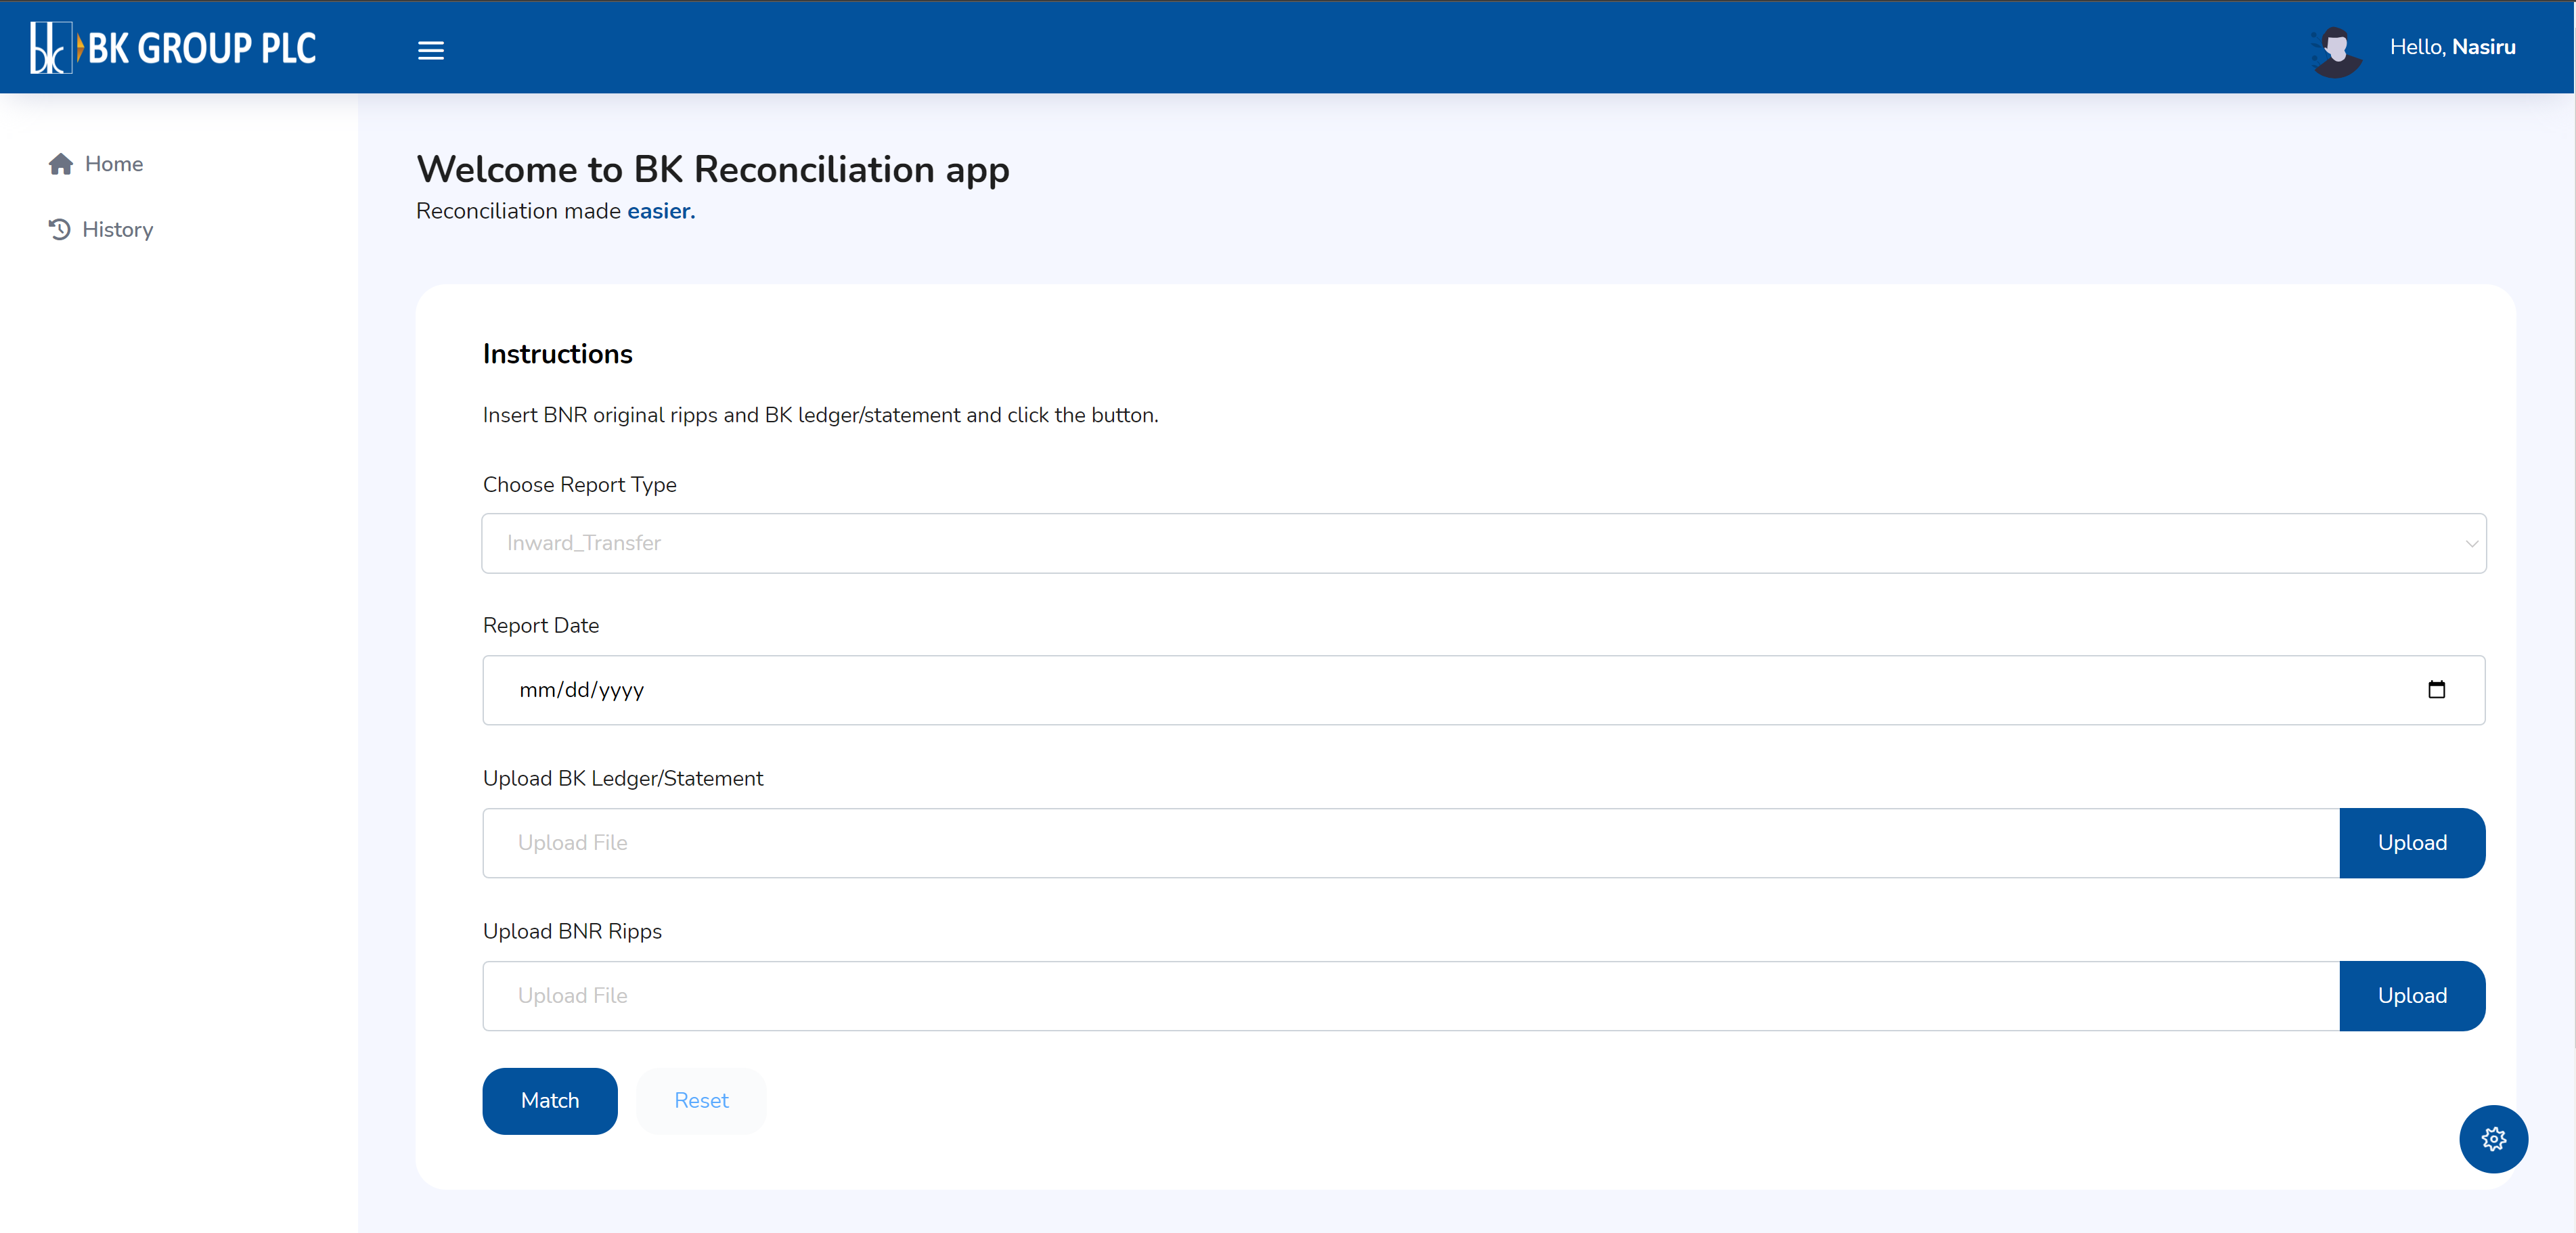 bk BK GROUP PLC
Hello, Nasiru
Home
History
Welcome to BK Reconciliation app
Reconciliation made easier.
Instructions
Insert BNR original ripps and BK ledger/statement and click the button.
Choose Report Type
Inward_Transfer
Report Date
mm/dd/yyyy
Upload BK Ledger/Statement
Upload File
Upload
Upload BNR Ripps
Upload File
Upload
Match
Reset